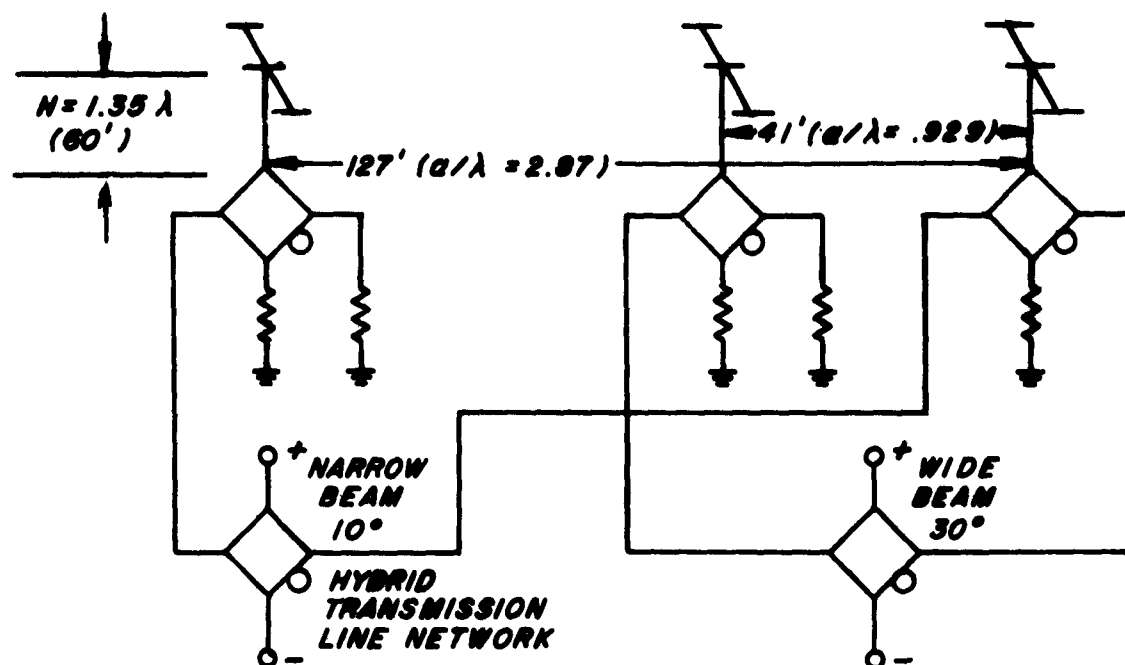 H=1.35 λ
(60')
41' (a/λ= .929)
127' (a/λ =2.87)
+
NARROW
BEAM
10°
HYBRID
TRANSMISSION
LINE NETWORK
-
+
WIDE
BEAM
30°
-